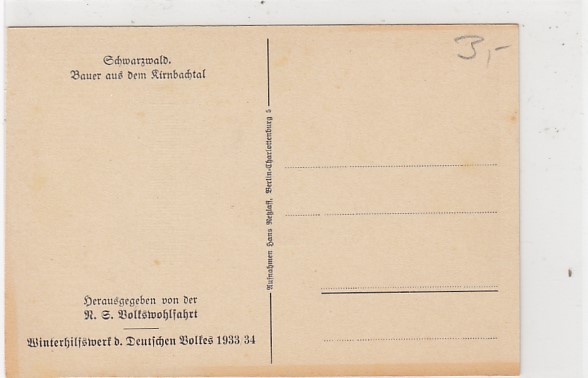 Schwarzwald.
Bauer aus dem Kirnbachtal
Herausgegeben von der
N. S. Volkswohlfahrt
Winterhilfswerk d. Deutschen Volkes 1933 34
Aufnahmen Hans Retzlaff, Berlin-Charlottenburg 5
3,-